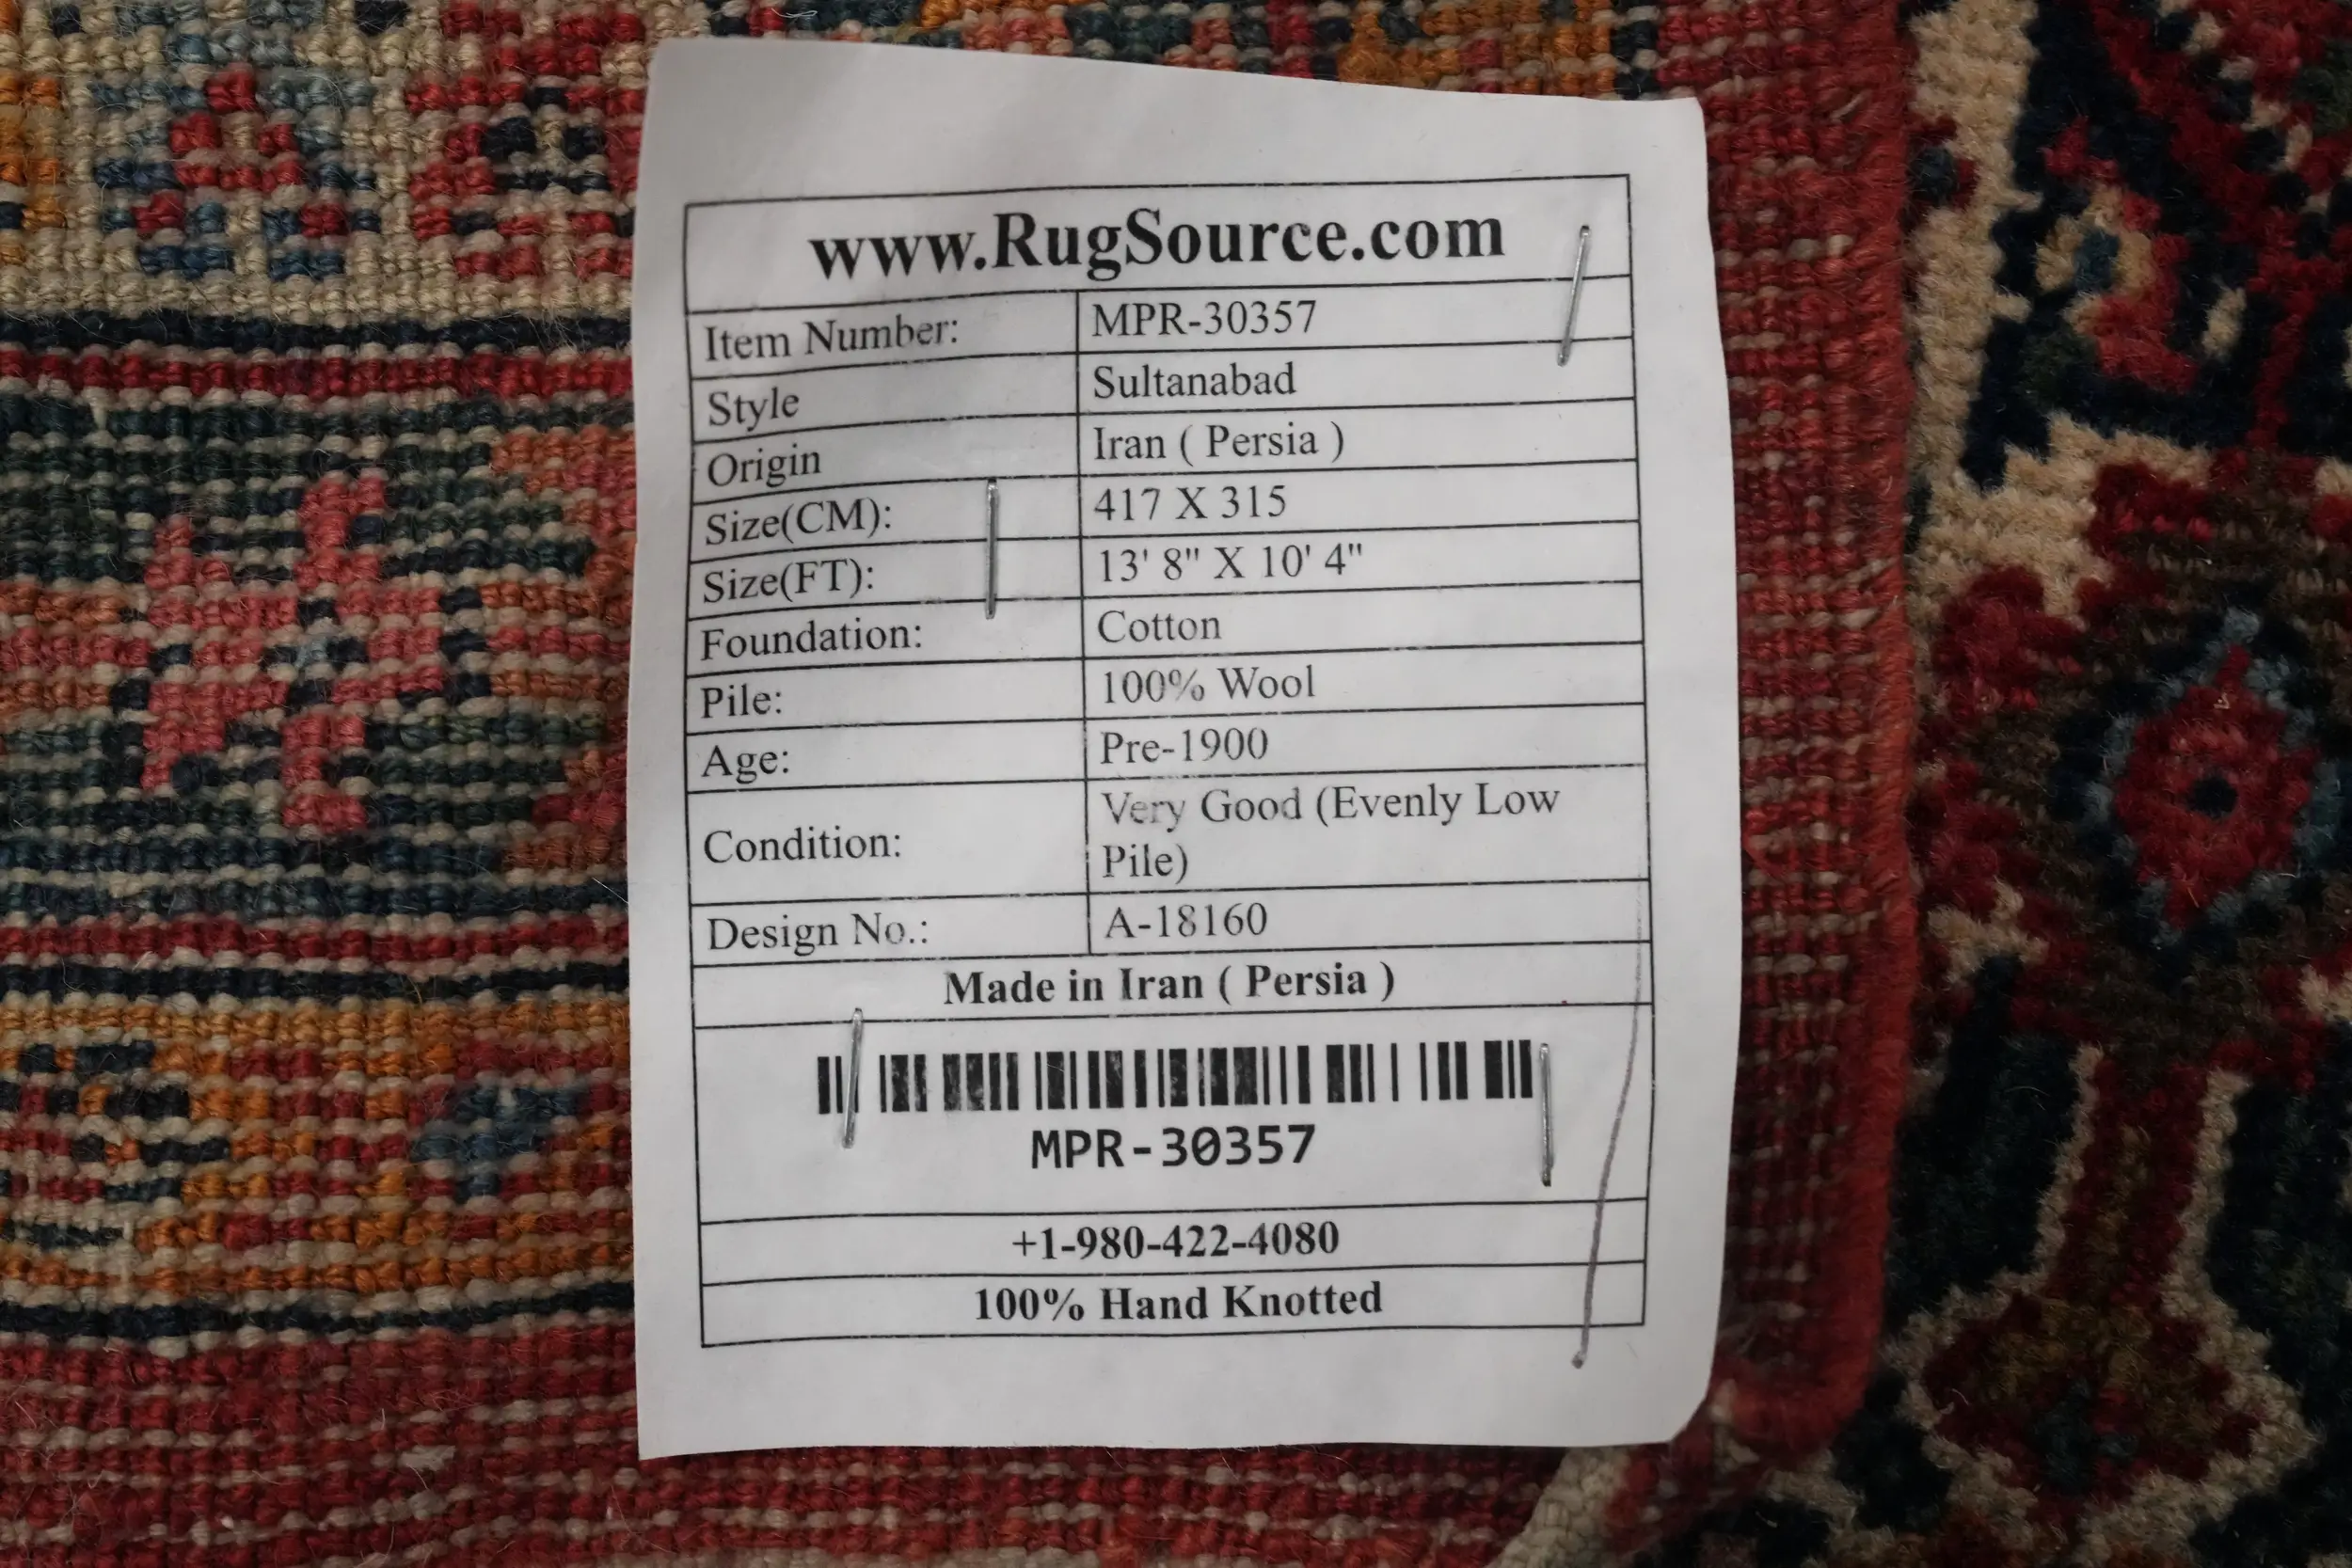 www.RugSource.com
Item Number: MPR-30357
Style Sultanabad
Origin Iran ( Persia )
Size(CM): 417 X 315
Size(FT): 13' 8" X 10' 4"
Foundation: Cotton
Pile: 100% Wool
Age: Pre-1900
Condition: Very Good (Evenly Low
Pile)
Design No.: A-18160
Made in Iran ( Persia )
MPR-30357
+1-980-422-4080
100% Hand Knotted